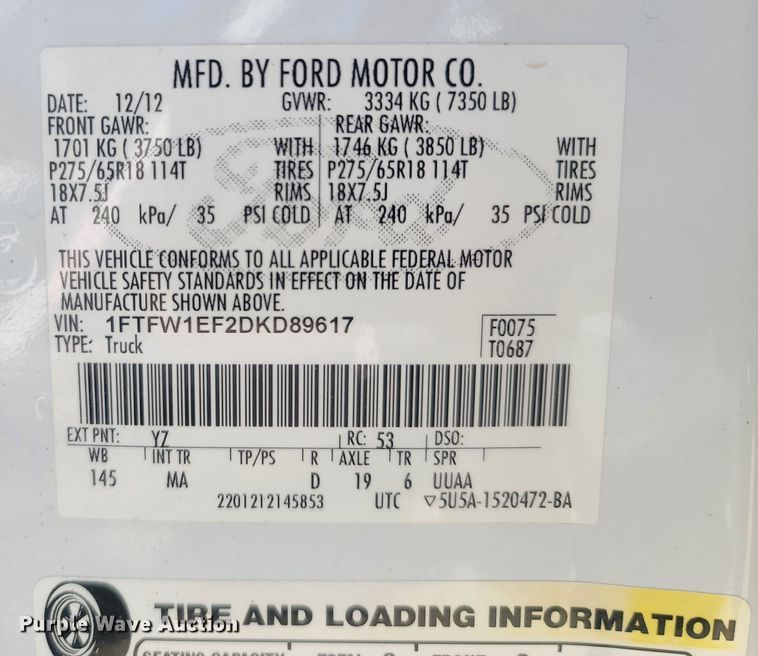 MFD. BY FORD MOTOR CO.
DATE: 12/12 GVWR: 3334 KG ( 7350 LB)
FRONT GAWR: REAR GAWR:
1701 KG ( 3750 LB) WITH 1746 KG ( 3850 LB) WITH
P275/65R18 114T TIRES P275/65R18 114T TIRES
18X7.5J RIMS 18X7.5J RIMS
AT 240 kPa/ 35 PSI COLD AT 240 kPa/ 35 PSI COLD
Ford
THIS VEHICLE CONFORMS TO ALL APPLICABLE FEDERAL MOTOR
VEHICLE SAFETY STANDARDS IN EFFECT ON THE DATE OF
MANUFACTURE SHOWN ABOVE.
VIN: 1FTFW1EF2DKD89617 F0075
TYPE: Truck T0687
EXT PNT: YZ RC: 53 DSO:
WB INT TR TP/PS R AXLE TR SPR
145 MA D 19 6 UUAA
2201212145853 UTC ▽5U5A-1520472-BA
TIRE AND LOADING INFORMATION
Purple Wave Auction
SEATING CAPACITY